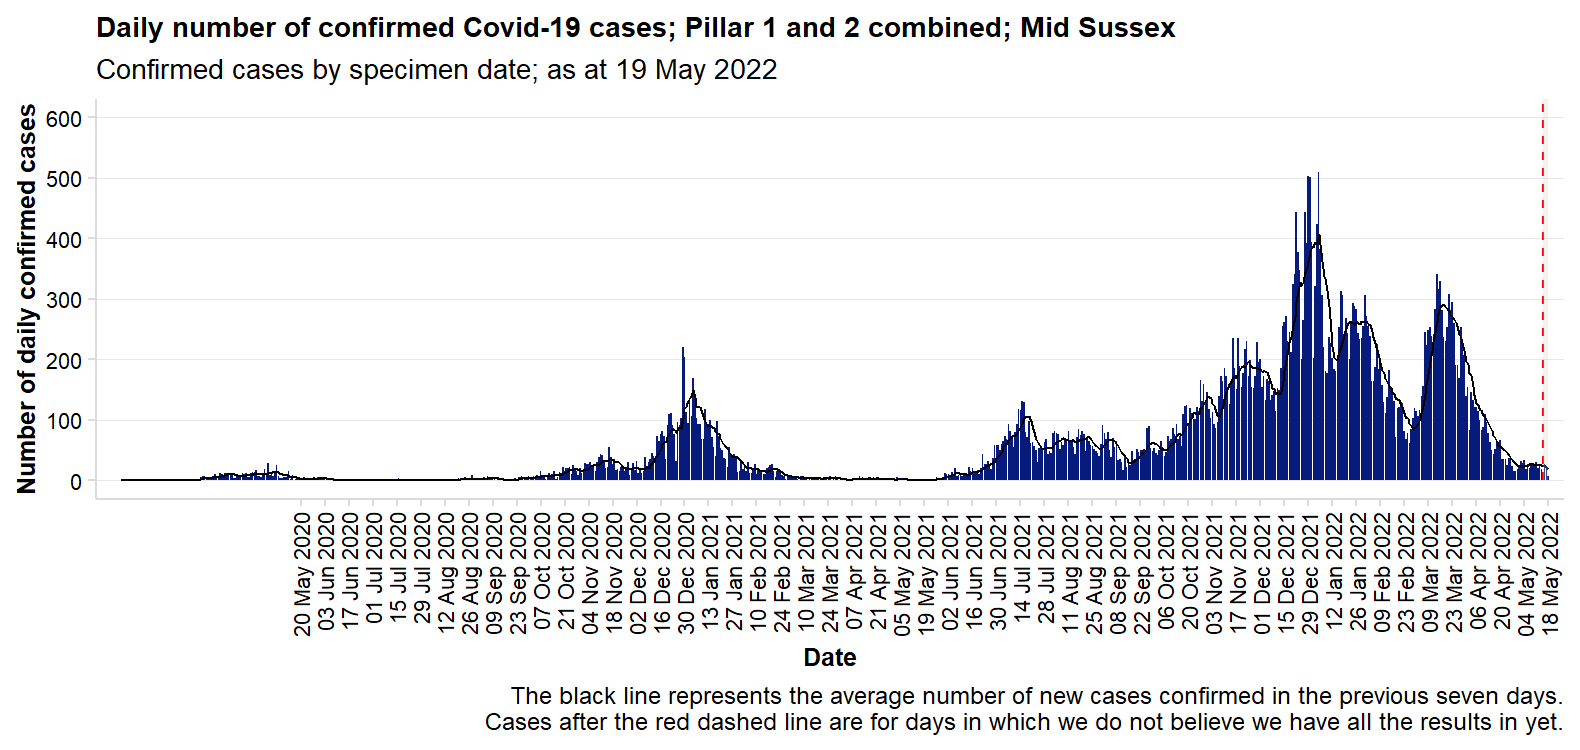 Daily number of confirmed Covid-19 cases; Pillar 1 and 2 combined; Mid Sussex
Confirmed cases by specimen date; as at 19 May 2022
Number of daily confirmed cases
600
500
400
300
200
100
0
20 May 2020
03 Jun 2020
17 Jun 2020
01 Jul 2020
15 Jul 2020
29 Jul 2020
12 Aug 2020
26 Aug 2020
09 Sep 2020
23 Sep 2020
07 Oct 2020
21 Oct 2020
04 Nov 2020
18 Nov 2020
02 Dec 2020
16 Dec 2020
30 Dec 2020
13 Jan 2021
27 Jan 2021
10 Feb 2021
24 Feb 2021
10 Mar 2021
24 Mar 2021
07 Apr 2021
21 Apr 2021
05 May 2021
19 May 2021
02 Jun 2021
16 Jun 2021
30 Jun 2021
14 Jul 2021
28 Jul 2021
11 Aug 2021
25 Aug 2021
08 Sep 2021
22 Sep 2021
06 Oct 2021
20 Oct 2021
03 Nov 2021
17 Nov 2021
01 Dec 2021
15 Dec 2021
29 Dec 2021
12 Jan 2022
26 Jan 2022
09 Feb 2022
23 Feb 2022
09 Mar 2022
23 Mar 2022
06 Apr 2022
20 Apr 2022
04 May 2022
18 May 2022
Date
The black line represents the average number of new cases confirmed in the previous seven days.
Cases after the red dashed line are for days in which we do not believe we have all the results in yet.